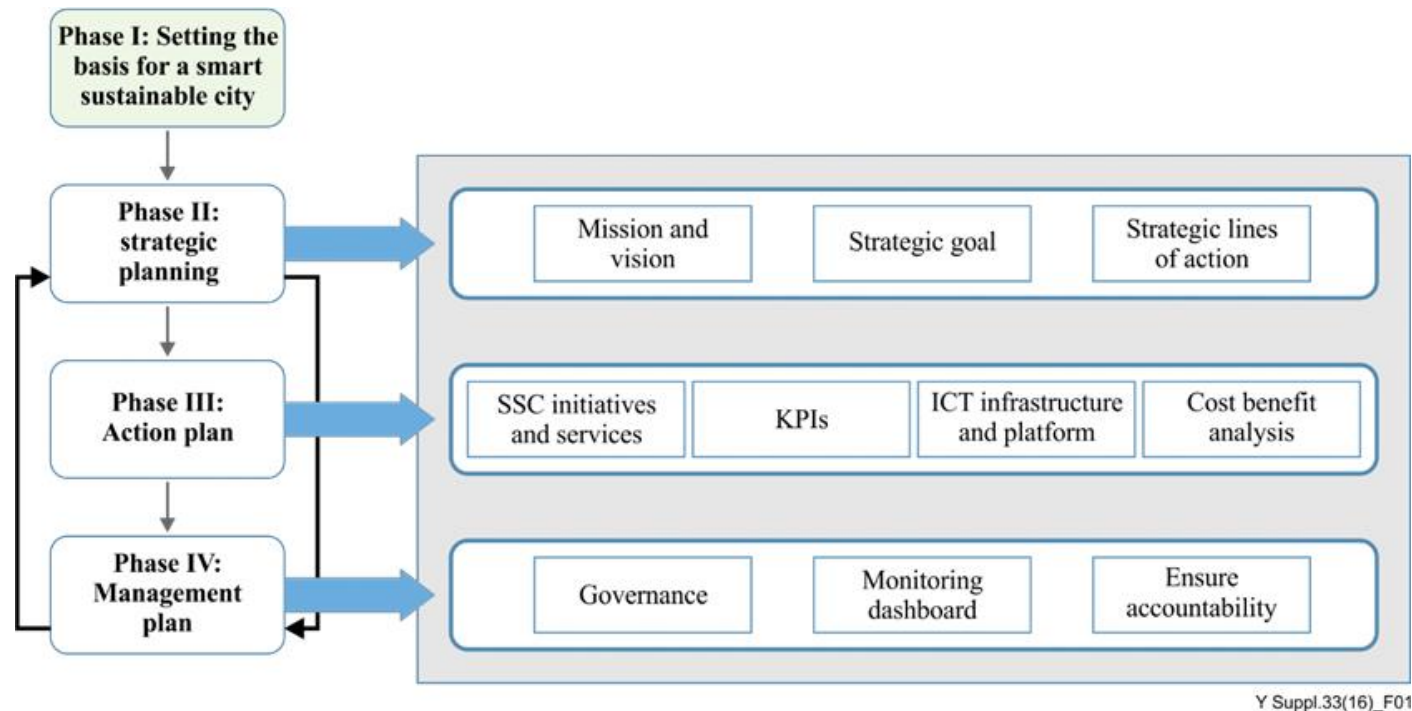 Phase I: Setting the
basis for a smart
sustainable city
Phase II:
strategic
planning
Mission and
vision
Strategic goal
Strategic lines
of action
Phase III:
Action plan
SSC initiatives
and services
KPIs
ICT infrastructure
and platform
Cost benefit
analysis
Phase IV:
Management
plan
Governance
Monitoring
dashboard
Ensure
accountability
Y Suppl.33(16)_F01